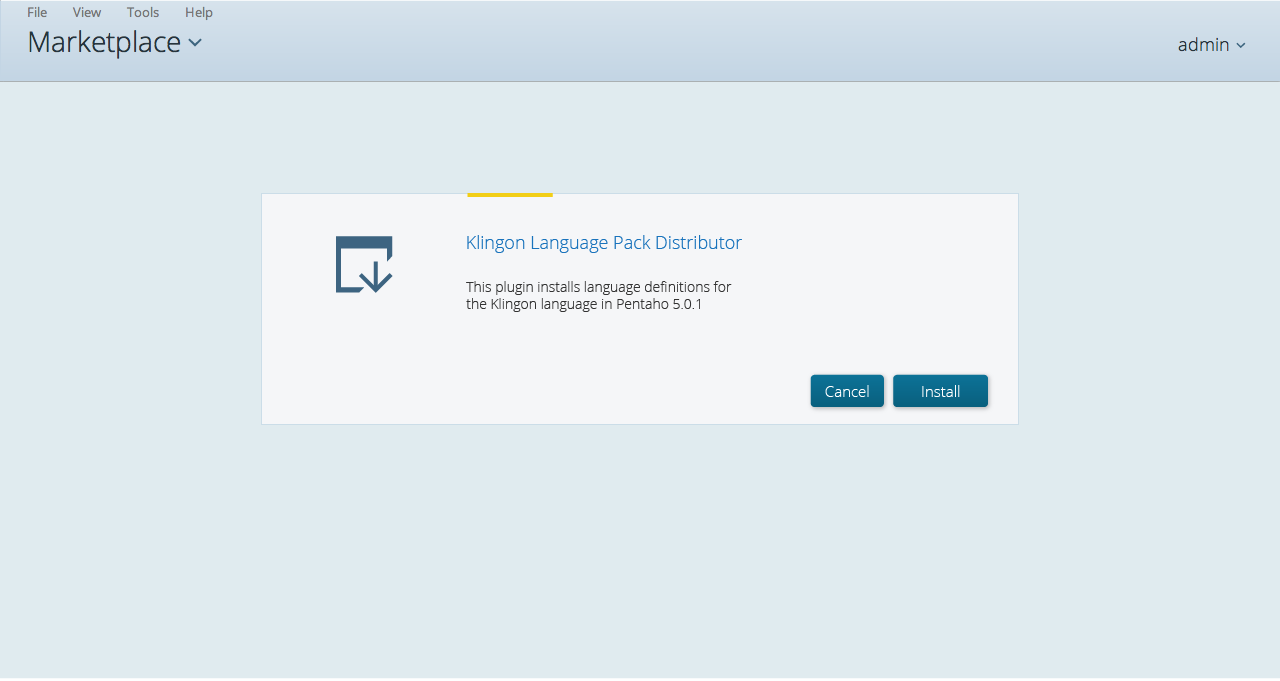 File View Tools Help
Marketplace
admin
Klingon Language Pack Distributor
This plugin installs language definitions for
the Klingon language in Pentaho 5.0.1
Cancel Install